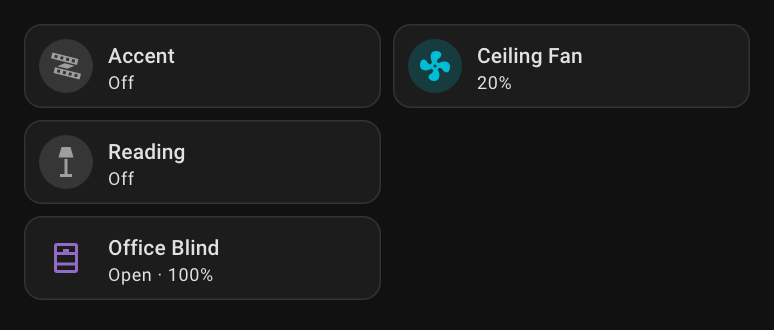 Accent
Off
Ceiling Fan
20%
Reading
Off
Office Blind
Open · 100%